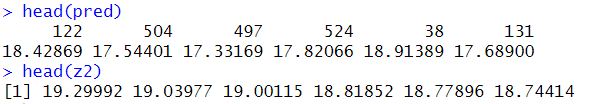 > head(pred)
     122      504      497      524       38      131
18.42869 17.54401 17.33169 17.82066 18.91389 17.68900
> head(z2)
[1] 19.29992 19.03977 19.00115 18.81852 18.77896 18.74414